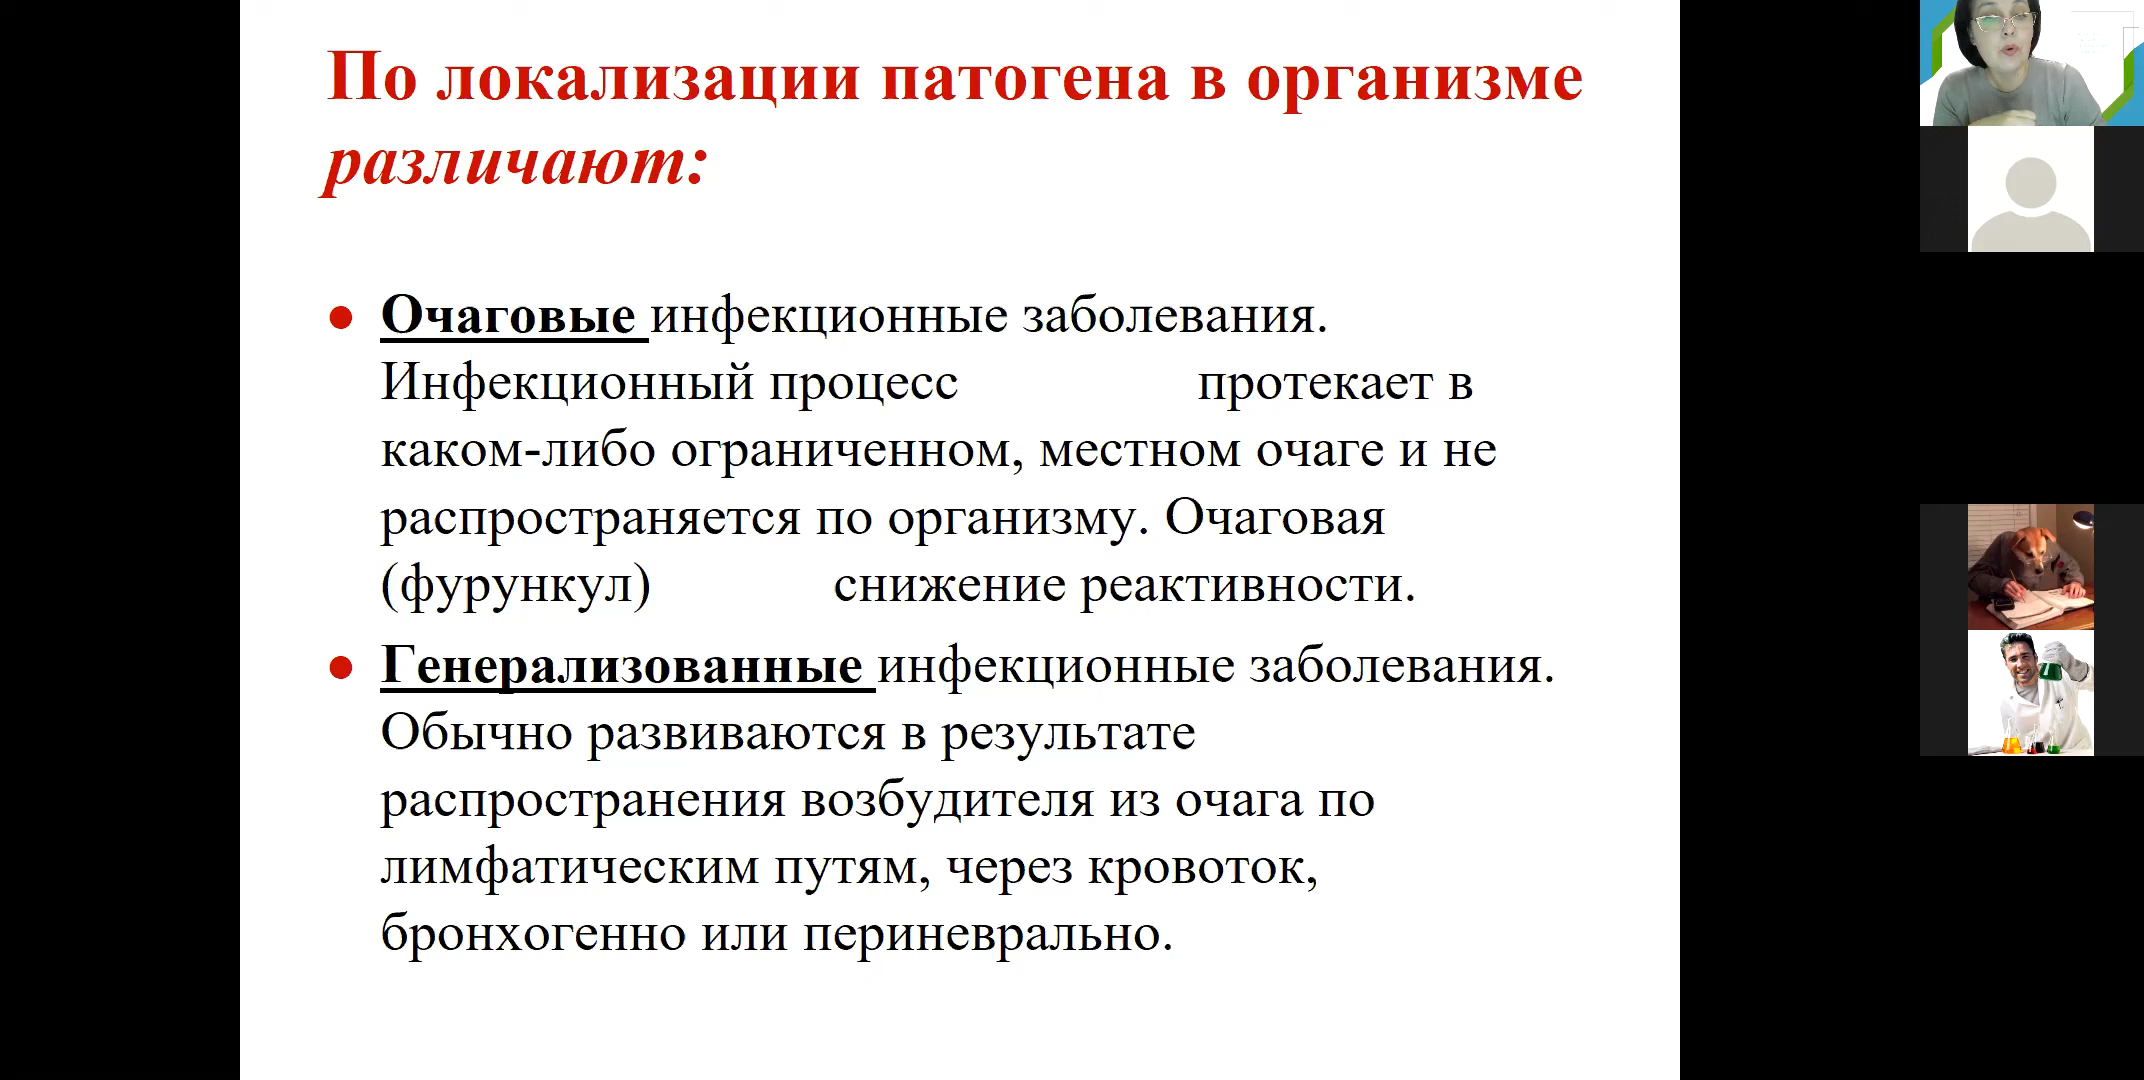 По локализации патогена в организме
различают:
● Очаговые инфекционные заболевания.
Инфекционный процесс протекает в
каком-либо ограниченном, местном очаге и не
распространяется по организму. Очаговая
(фурункул) снижение реактивности.
● Генерализованные инфекционные заболевания.
Обычно развиваются в результате
распространения возбудителя из очага по
лимфатическим путям, через кровоток,
бронхогенно или периневрально.